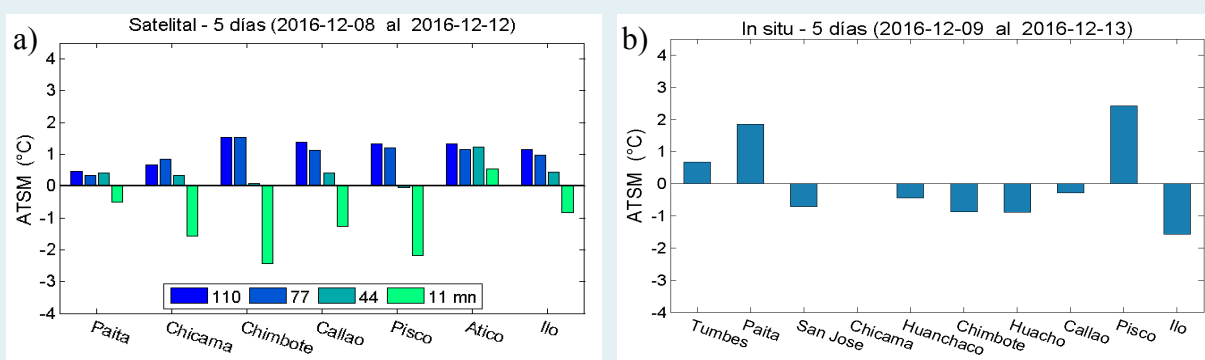 a)
Satelital - 5 días (2016-12-08 al 2016-12-12)
ATSM (°C)
4
3
2
1
0
-1
-2
-3
-4
110 77 44 11 mn
Paita Chicama Chimbote Callao Pisco Atico Ilo
b)
In situ - 5 días (2016-12-09 al 2016-12-13)
ATSM (°C)
4
3
2
1
0
-1
-2
-3
-4
Tumbes Paita San Jose Chicama Huanchaco Chimbote Huacho Callao Pisco Ilo